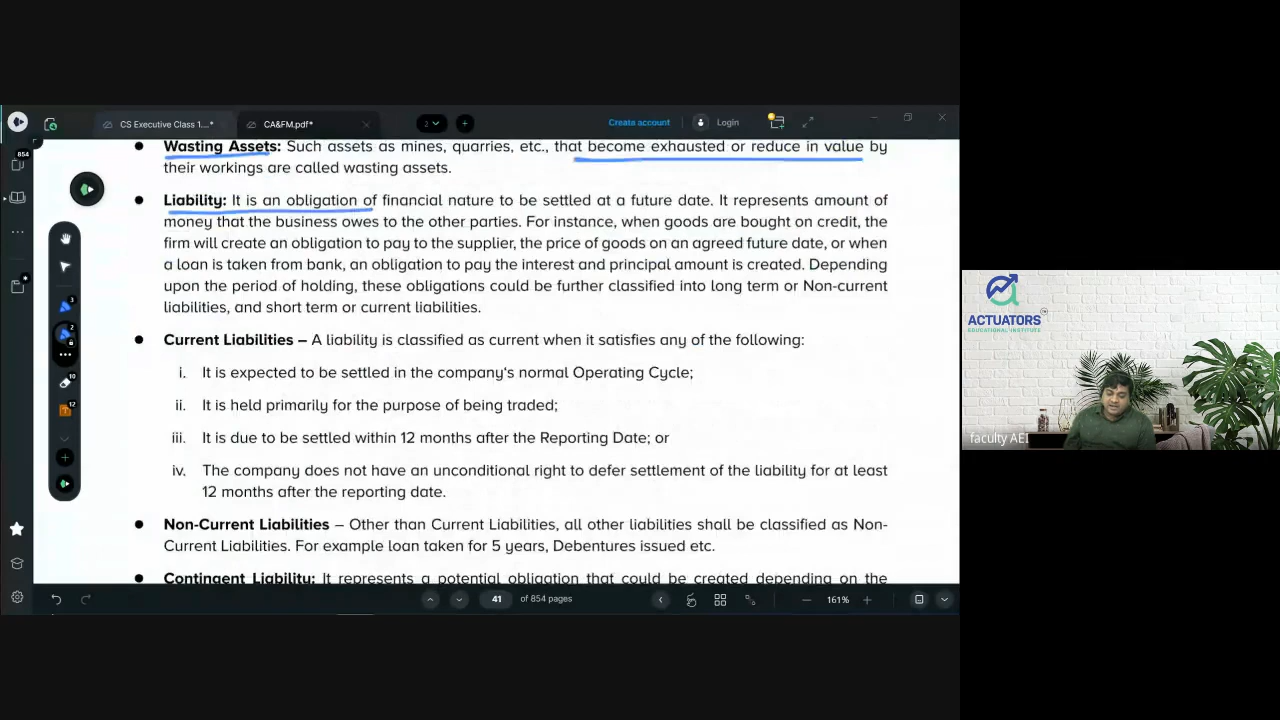 CS Executive Class 1....*
CA&FM.pdf*
2
Create account
Login
854
• Wasting Assets: Such assets as mines, quarries, etc., that become exhausted or reduce in value by
their workings are called wasting assets.
• Liability: It is an obligation of financial nature to be settled at a future date. It represents amount of
money that the business owes to the other parties. For instance, when goods are bought on credit, the
firm will create an obligation to pay to the supplier, the price of goods on an agreed future date, or when
a loan is taken from bank, an obligation to pay the interest and principal amount is created. Depending
upon the period of holding, these obligations could be further classified into long term or Non-current
liabilities, and short term or current liabilities.
• Current Liabilities – A liability is classified as current when it satisfies any of the following:
i. It is expected to be settled in the company's normal Operating Cycle;
ii. It is held primarily for the purpose of being traded;
iii. It is due to be settled within 12 months after the Reporting Date; or
iv. The company does not have an unconditional right to defer settlement of the liability for at least
12 months after the reporting date.
• Non-Current Liabilities – Other than Current Liabilities, all other liabilities shall be classified as Non-
Current Liabilities. For example loan taken for 5 years, Debentures issued etc.
• Contingent Liability: It represents a potential obligation that could be created depending on the
3
2
10
12
41 of 854 pages
161%
ACTUATORS
EDUCATIONAL INSTITUTE
faculty AEI